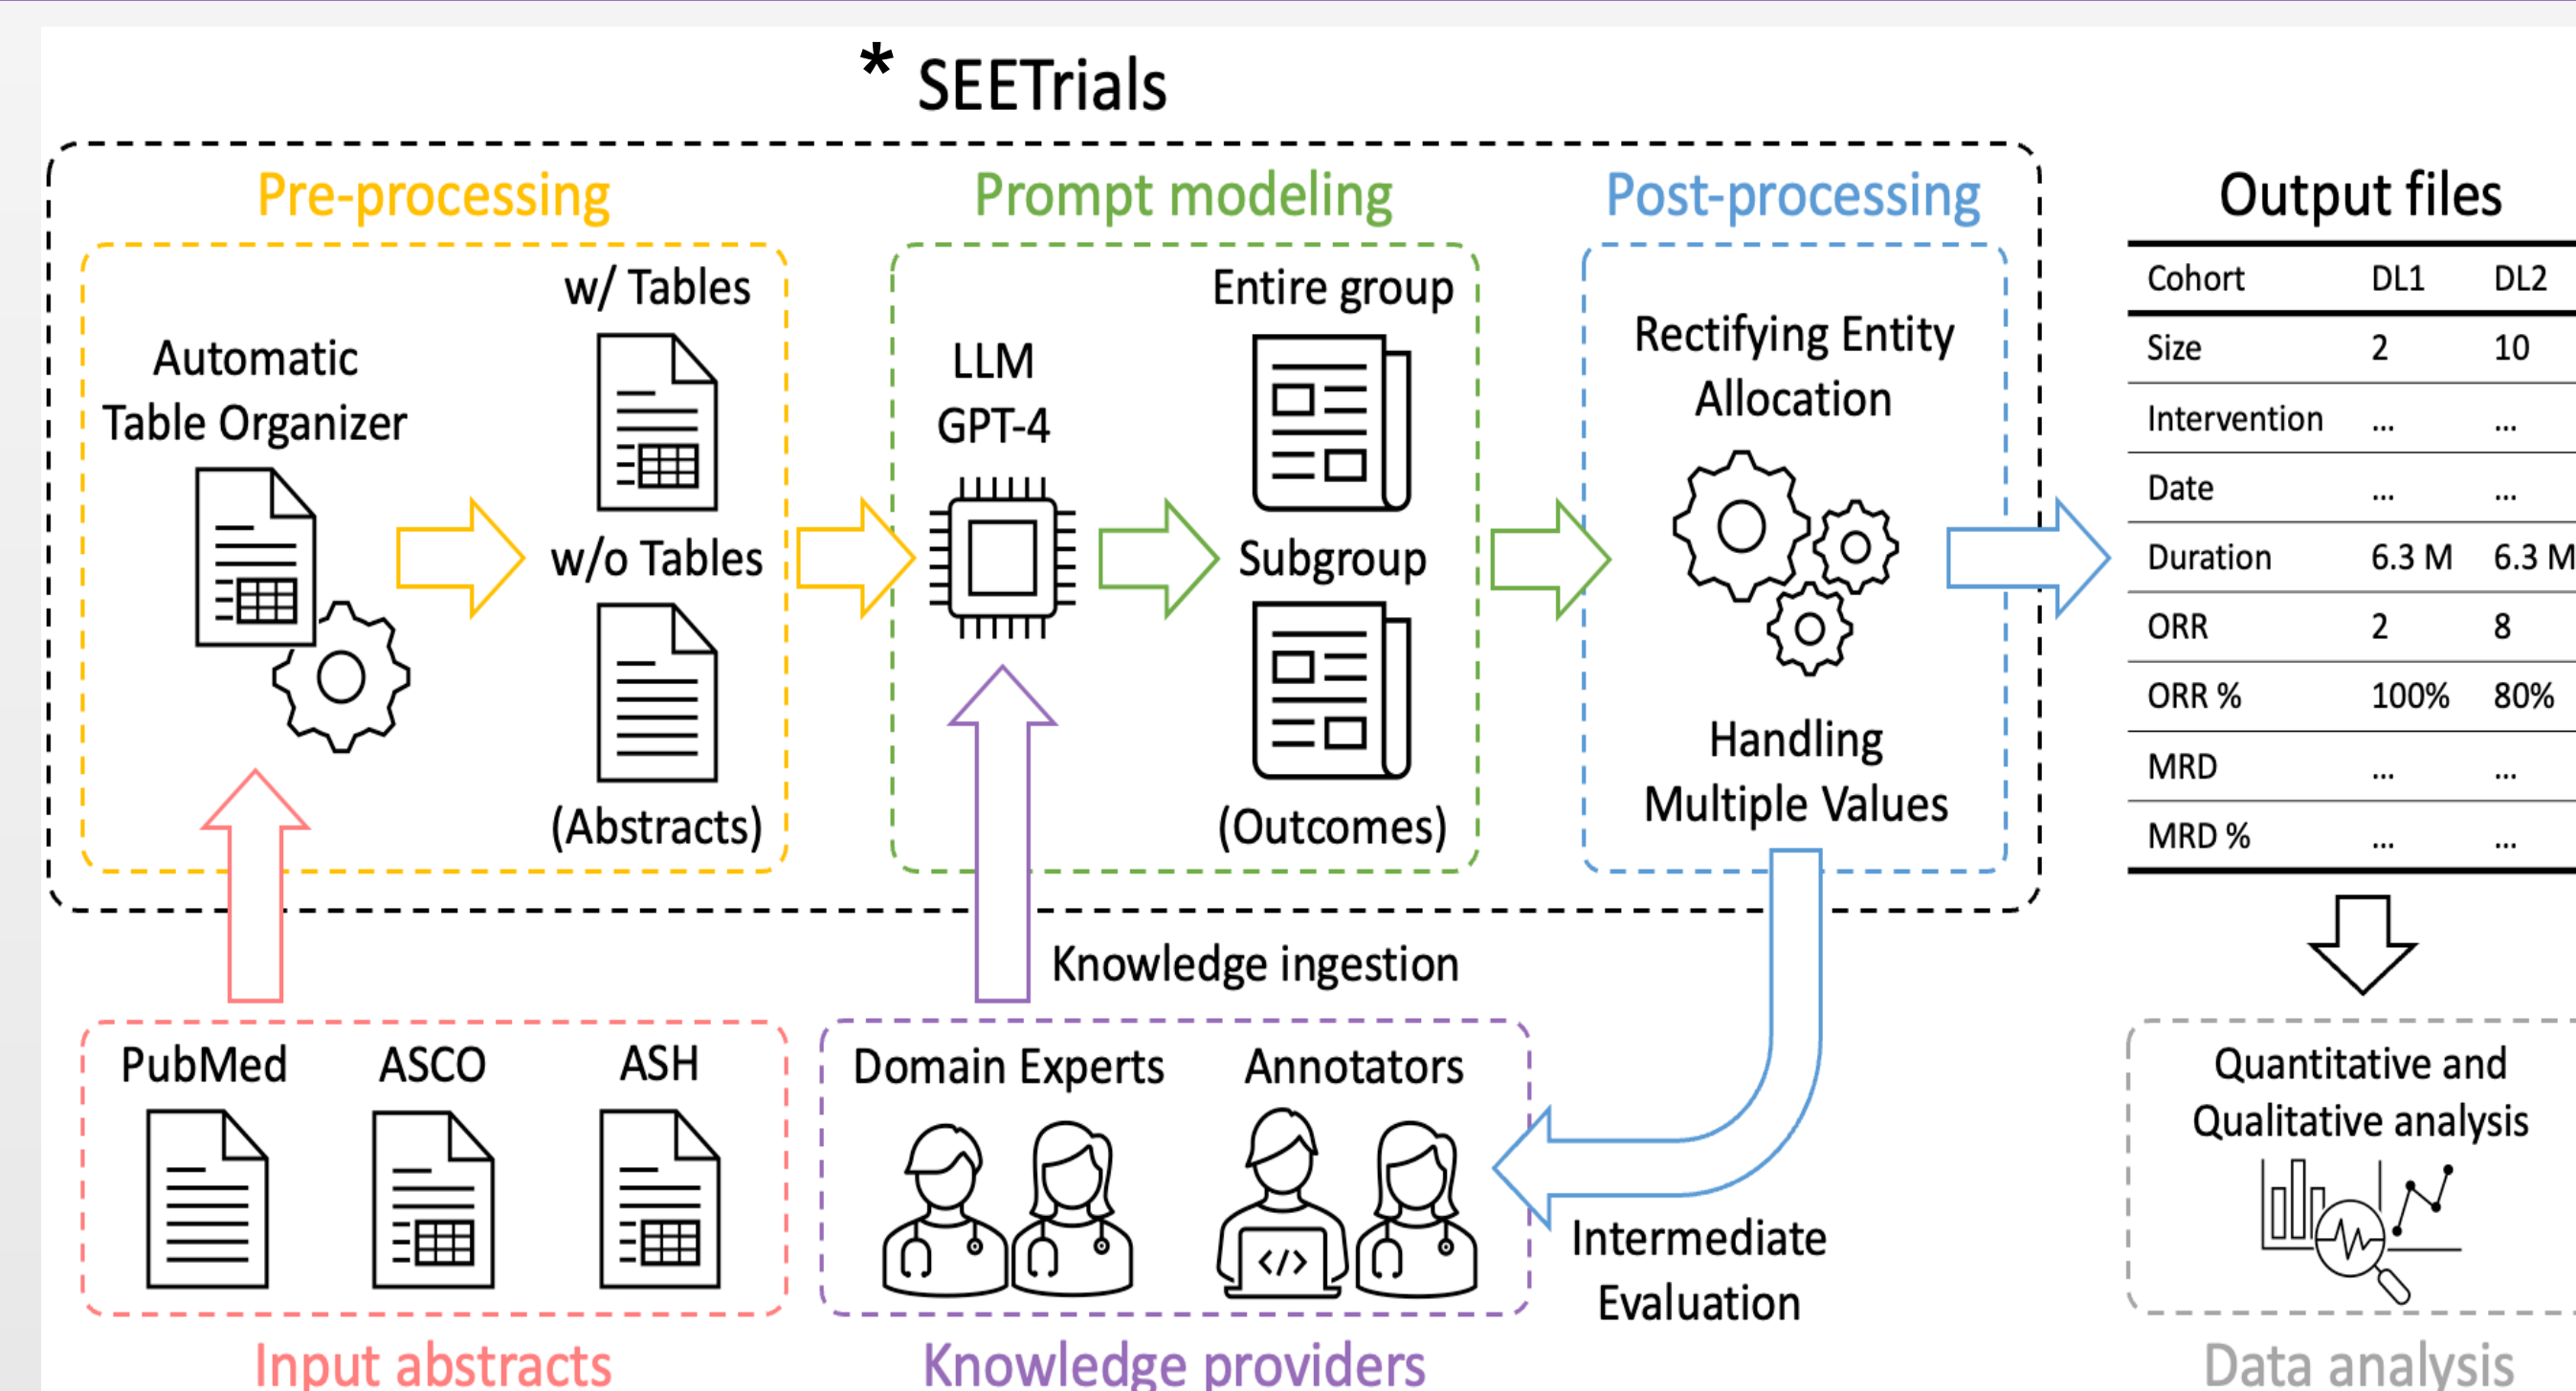 * SEETrials
Pre-processing
Automatic
Table Organizer
w/ Tables
w/o Tables
(Abstracts)
Prompt modeling
LLM
GPT-4
Entire group
Subgroup
(Outcomes)
Post-processing
Rectifying Entity
Allocation
Handling
Multiple Values
Output files
Cohort DL1 DL2
Size 2 10
Intervention ... ...
Date ... ...
Duration 6.3 M 6.3 M
ORR 2 8
ORR % 100% 80%
MRD ... ...
MRD % ... ...
Knowledge ingestion
PubMed ASCO ASH
Input abstracts
Domain Experts Annotators
</>
Knowledge providers
Intermediate
Evaluation
Quantitative and
Qualitative analysis
Data analysis